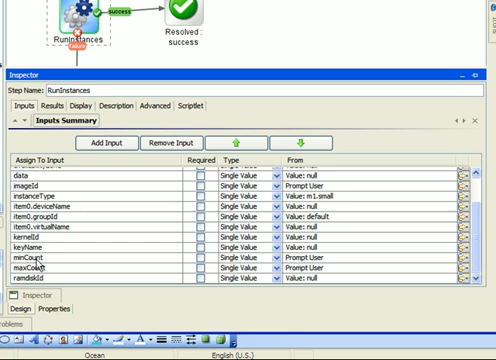 RunInstances
success
failure
Resolved :
success
Inspector
Step Name: RunInstances
Inputs Results Display Description Advanced Scriptlet
Inputs Summary
Add Input Remove Input
Assign To Input Required Type From
data Single Value Value: null
imageId Single Value Prompt User
instanceType Single Value Value: m1.small
item0.deviceName Single Value Value: null
item0.groupId Single Value Value: default
item0.virtualName Single Value Value: null
kernelId Single Value Value: null
keyName Single Value Value: null
minCount Single Value Prompt User
maxCount Single Value Prompt User
ramdiskId Single Value Value: null
Inspector
Design Properties
roblems
Ocean English (U.S.)